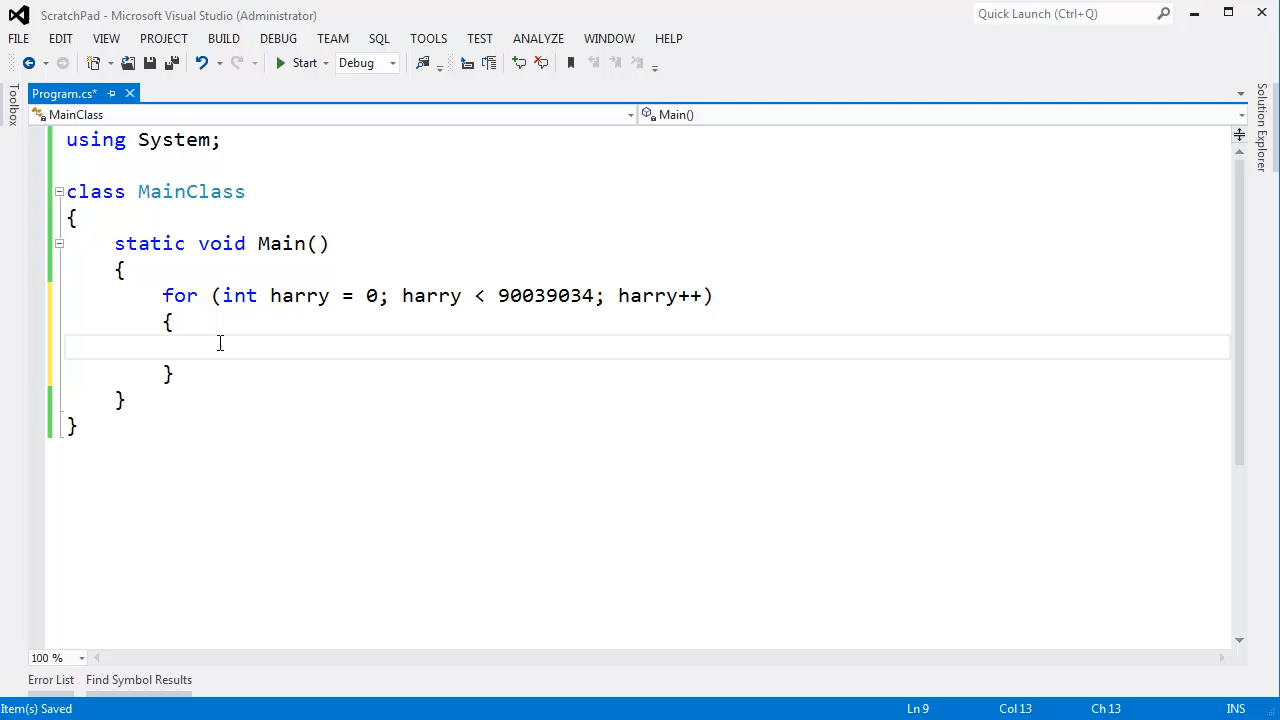 ScratchPad - Microsoft Visual Studio (Administrator)
Quick Launch (Ctrl+Q)
FILE EDIT VIEW PROJECT BUILD DEBUG TEAM SQL TOOLS TEST ANALYZE WINDOW HELP
Start Debug
Toolbox
Program.cs*
Solution Explorer
MainClass Main()
using System;
class MainClass
{
static void Main()
{
for (int harry = 0; harry < 90039034; harry++)
{
}
}
}
100 %
Error List Find Symbol Results
Item(s) Saved Ln 9 Col 13 Ch 13 INS